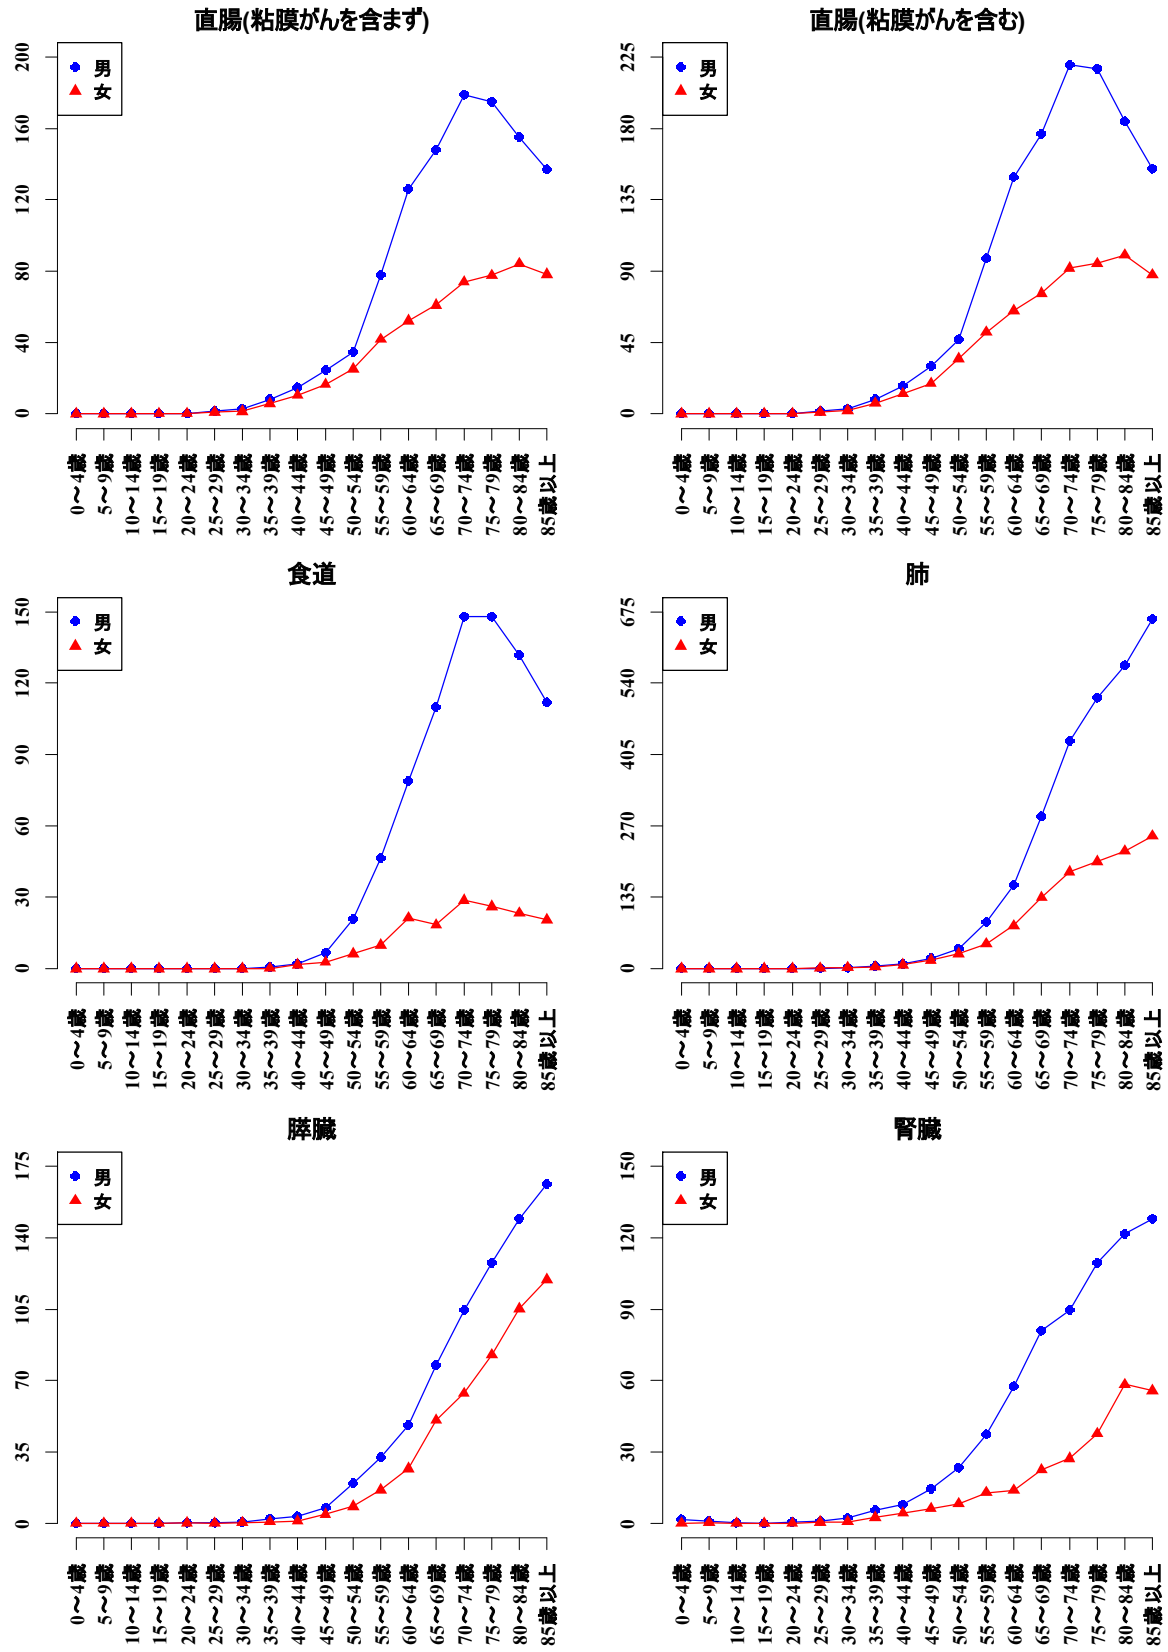 直腸(粘膜がんを含まず)
200
160
120
80
40
0
男
女
0～4歳
5～9歳
10～14歳
15～19歳
20～24歳
25～29歳
30～34歳
35～39歳
40～44歳
45～49歳
50～54歳
55～59歳
60～64歳
65～69歳
70～74歳
75～79歳
80～84歳
85歳以上
直腸(粘膜がんを含む)
225
180
135
90
45
0
男
女
0～4歳
5～9歳
10～14歳
15～19歳
20～24歳
25～29歳
30～34歳
35～39歳
40～44歳
45～49歳
50～54歳
55～59歳
60～64歳
65～69歳
70～74歳
75～79歳
80～84歳
85歳以上
食道
150
120
90
60
30
0
男
女
0～4歳
5～9歳
10～14歳
15～19歳
20～24歳
25～29歳
30～34歳
35～39歳
40～44歳
45～49歳
50～54歳
55～59歳
60～64歳
65～69歳
70～74歳
75～79歳
80～84歳
85歳以上
肺
675
540
405
270
135
0
男
女
0～4歳
5～9歳
10～14歳
15～19歳
20～24歳
25～29歳
30～34歳
35～39歳
40～44歳
45～49歳
50～54歳
55～59歳
60～64歳
65～69歳
70～74歳
75～79歳
80～84歳
85歳以上
膵臓
175
140
105
70
35
0
男
女
0～4歳
5～9歳
10～14歳
15～19歳
20～24歳
25～29歳
30～34歳
35～39歳
40～44歳
45～49歳
50～54歳
55～59歳
60～64歳
65～69歳
70～74歳
75～79歳
80～84歳
85歳以上
腎臓
150
120
90
60
30
0
男
女
0～4歳
5～9歳
10～14歳
15～19歳
20～24歳
25～29歳
30～34歳
35～39歳
40～44歳
45～49歳
50～54歳
55～59歳
60～64歳
65～69歳
70～74歳
75～79歳
80～84歳
85歳以上